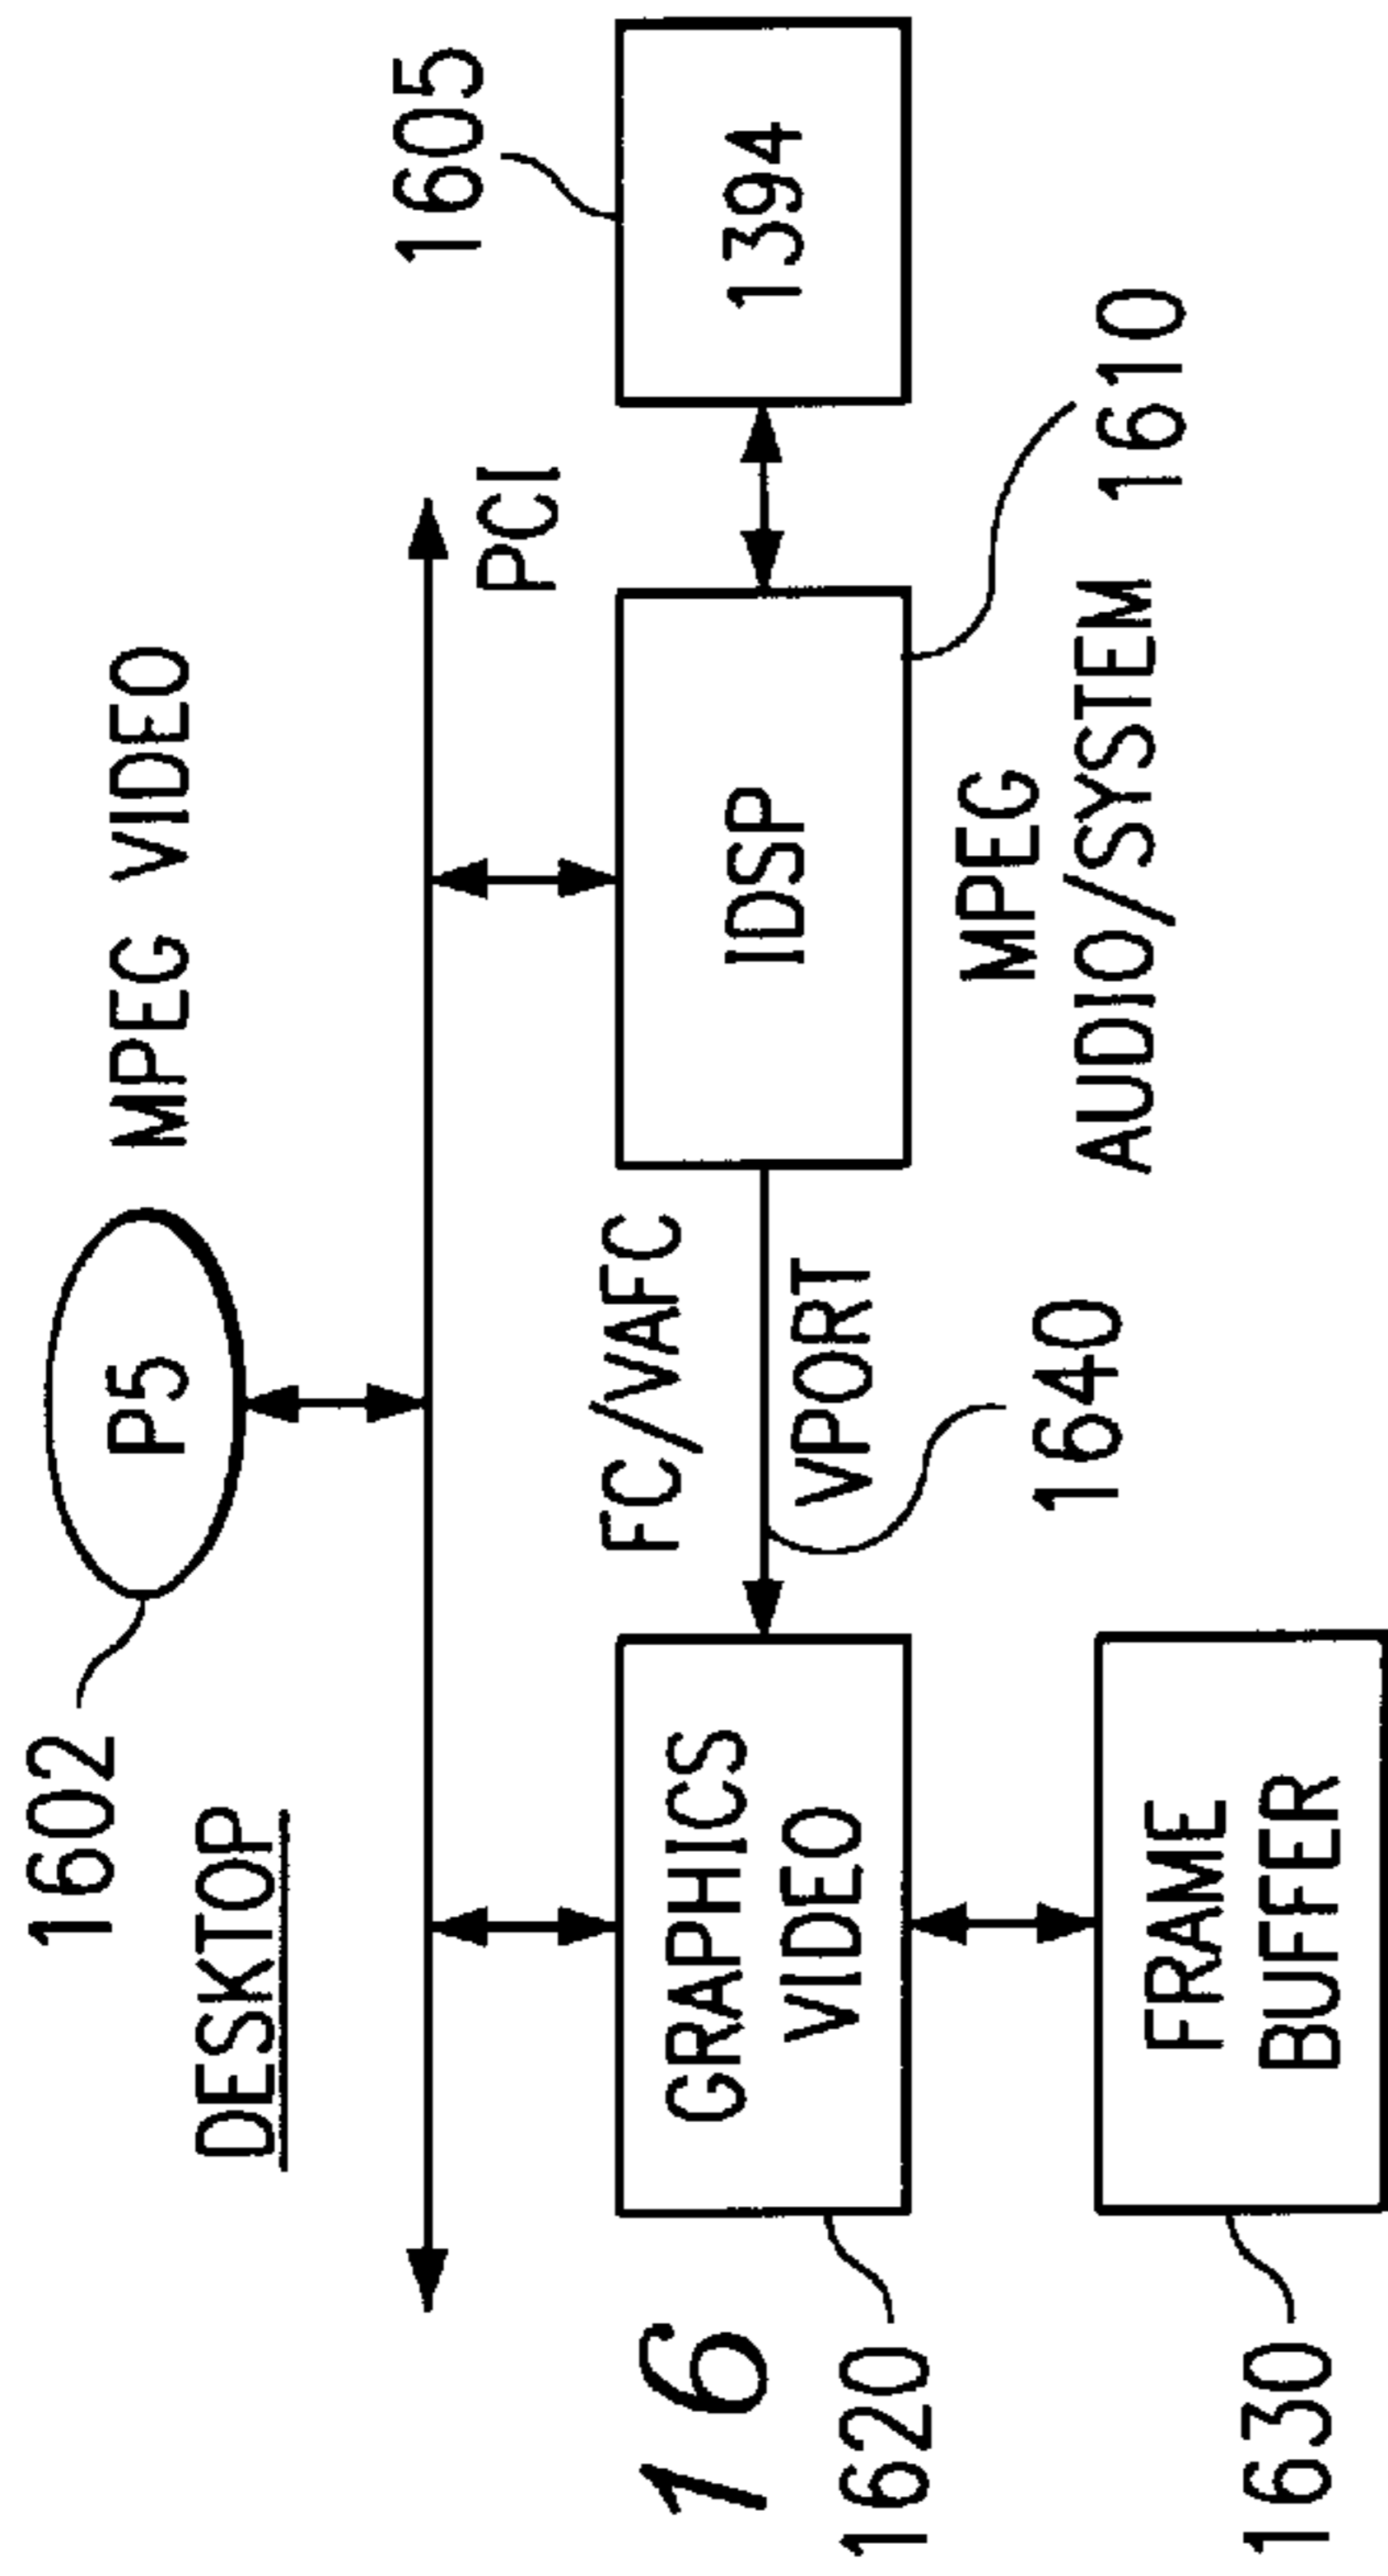 1602
P5
MPEG VIDEO
DESKTOP
1605
PCI
16
FC/VAFC
GRAPHICS
VIDEO
VPORT
IDSP
1394
1620
1640
MPEG
AUDIO/SYSTEM
1610
FRAME
BUFFER
1630